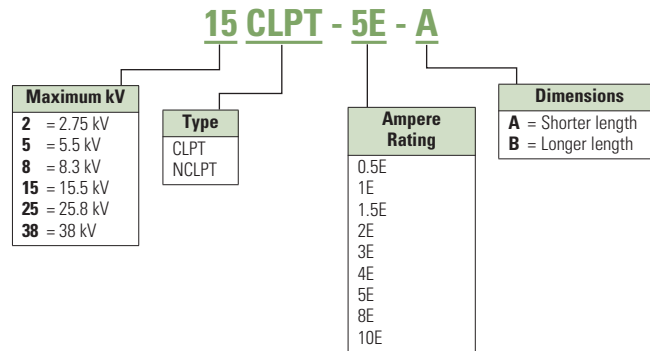 15 CLPT - 5E - A
Maximum kV
2 = 2.75 kV
5 = 5.5 kV
8 = 8.3 kV
15 = 15.5 kV
25 = 25.8 kV
38 = 38 kV
Type
CLPT
NCLPT
Ampere
Rating
0.5E
1E
1.5E
2E
3E
4E
5E
8E
10E
Dimensions
A = Shorter length
B = Longer length